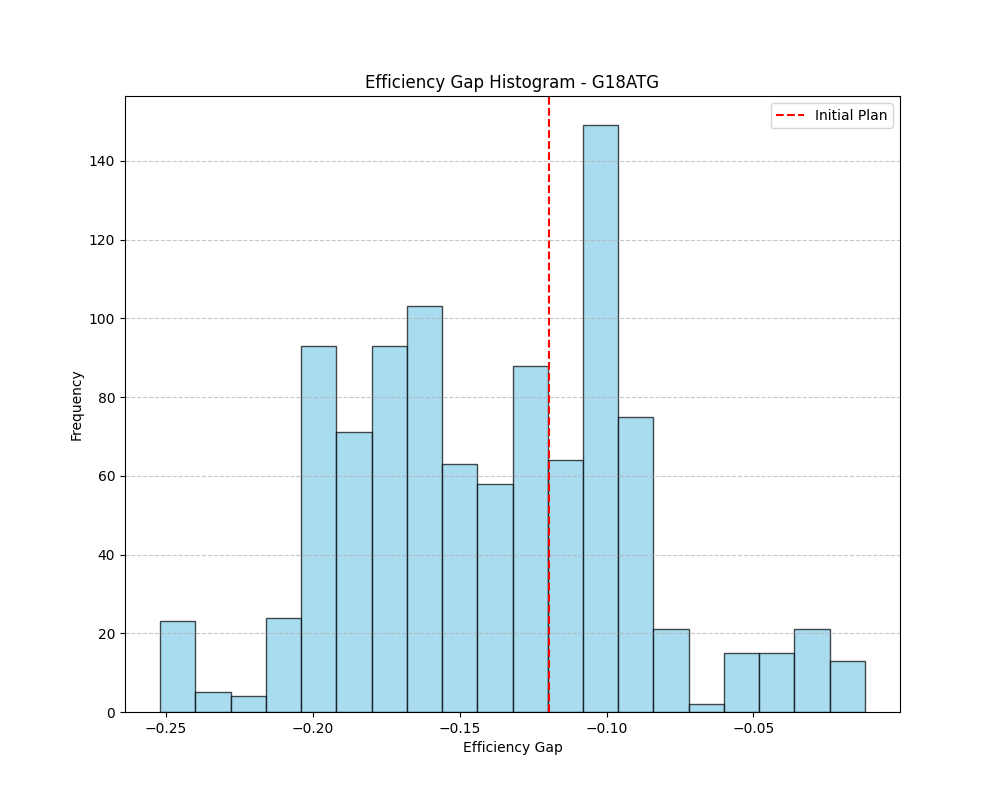 Efficiency Gap Histogram - G18ATG
Initial Plan
140
120
100
80
60
40
20
0
Frequency
−0.25 −0.20 −0.15 −0.10 −0.05
Efficiency Gap